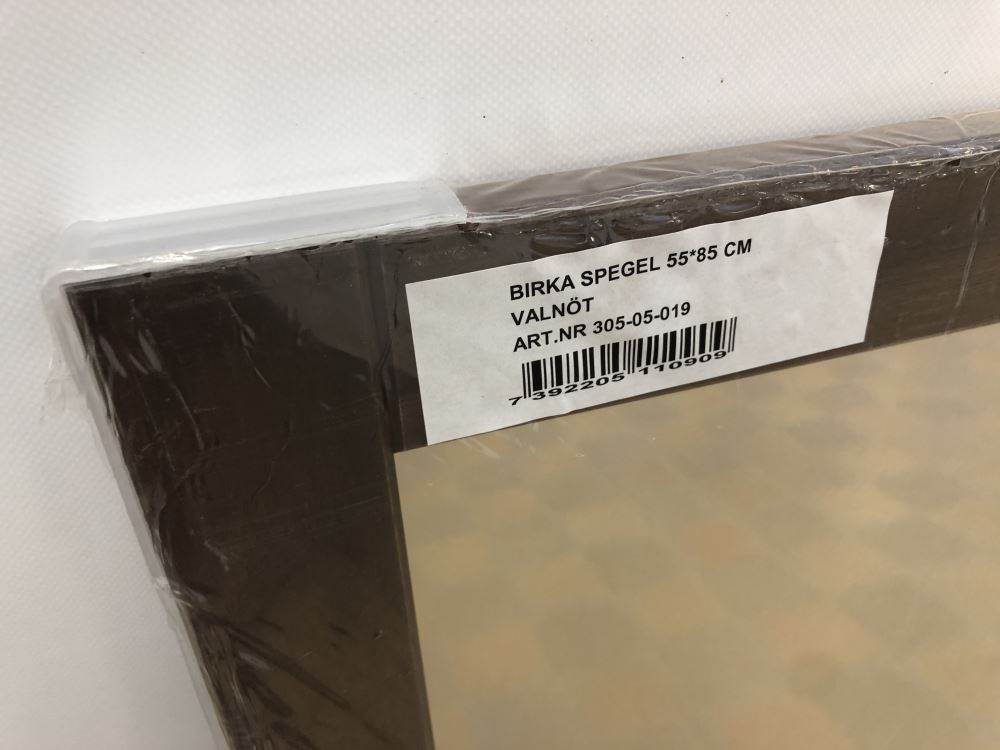 BIRKA SPEGEL 55*85 CM
VALNÖT
ART.NR 305-05-019
7 392205 110909